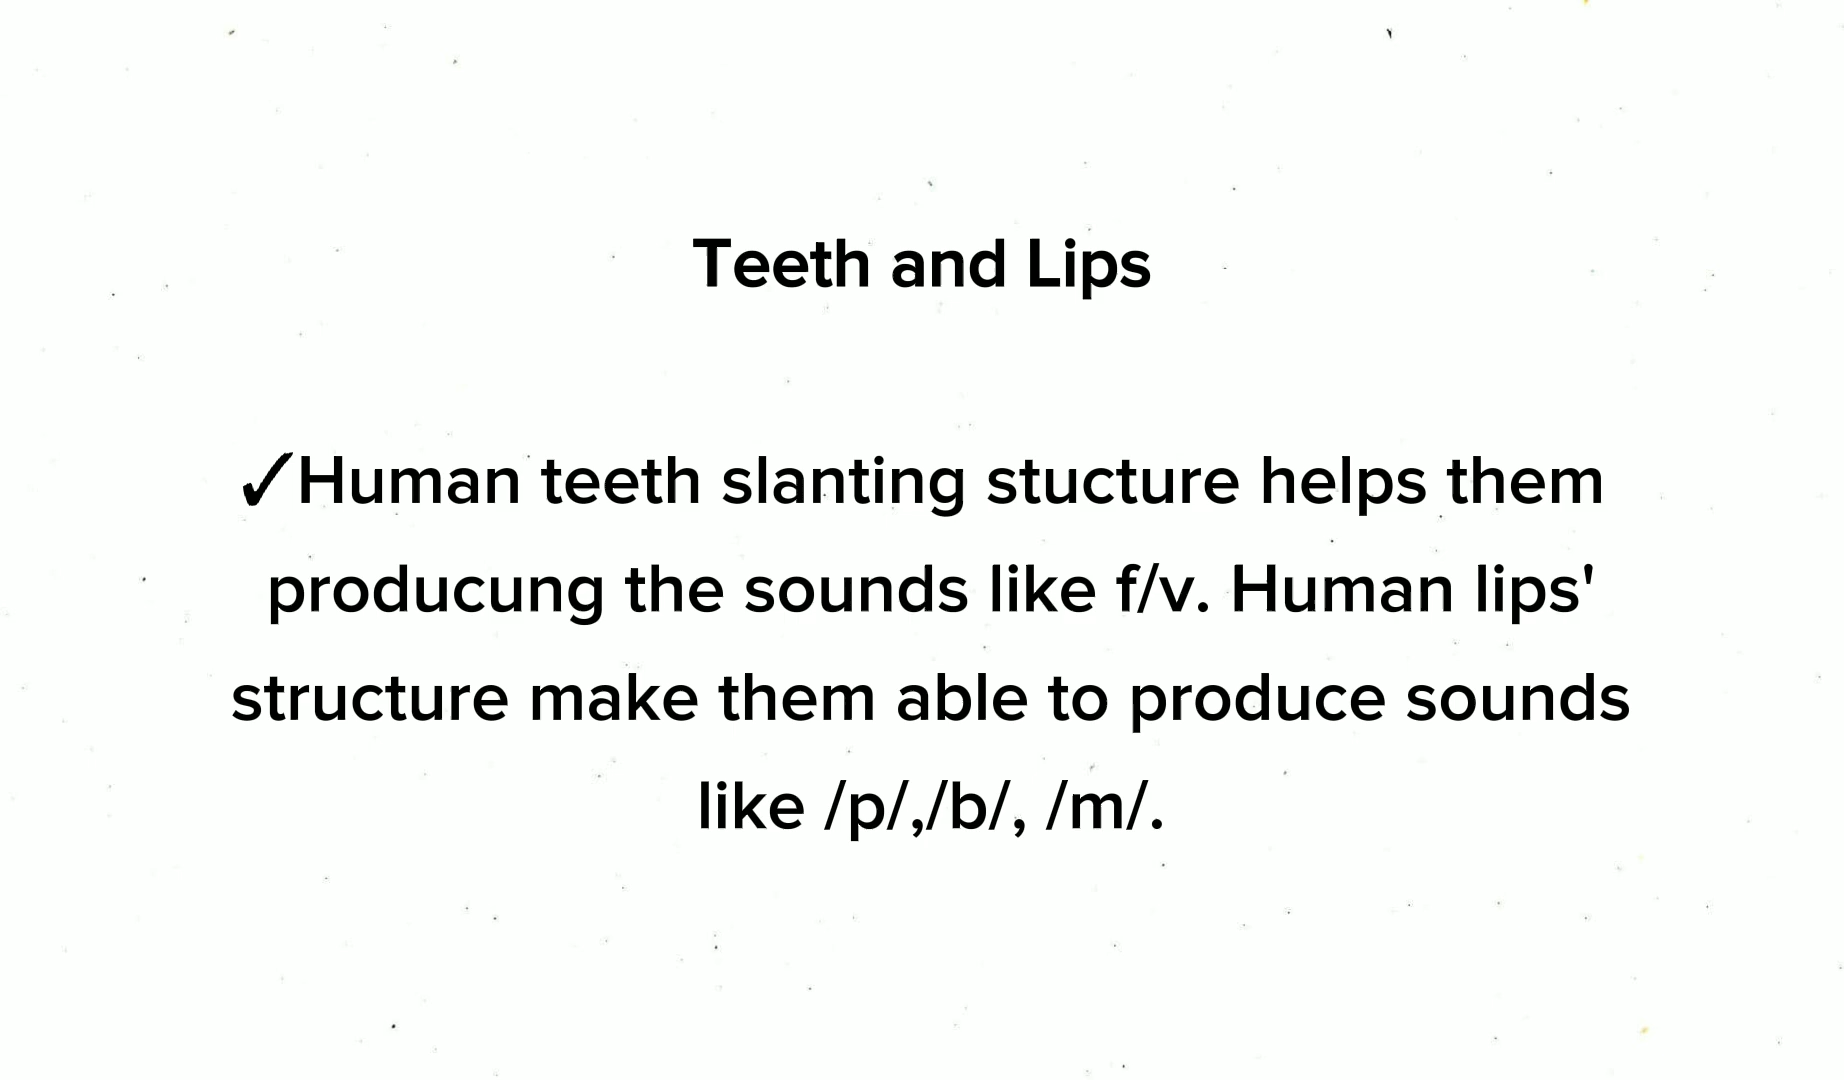 Teeth and Lips
✓Human teeth slanting stucture helps them
producung the sounds like f/v. Human lips'
structure make them able to produce sounds
like /p/,/b/, /m/.